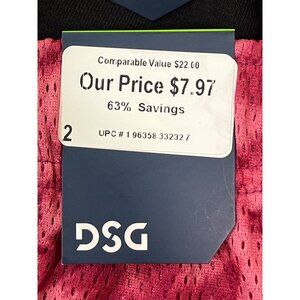 Comparable Value $22.00
Our Price $7.97
63% Savings
2
UPC # 1 96358 33232 7
DSG